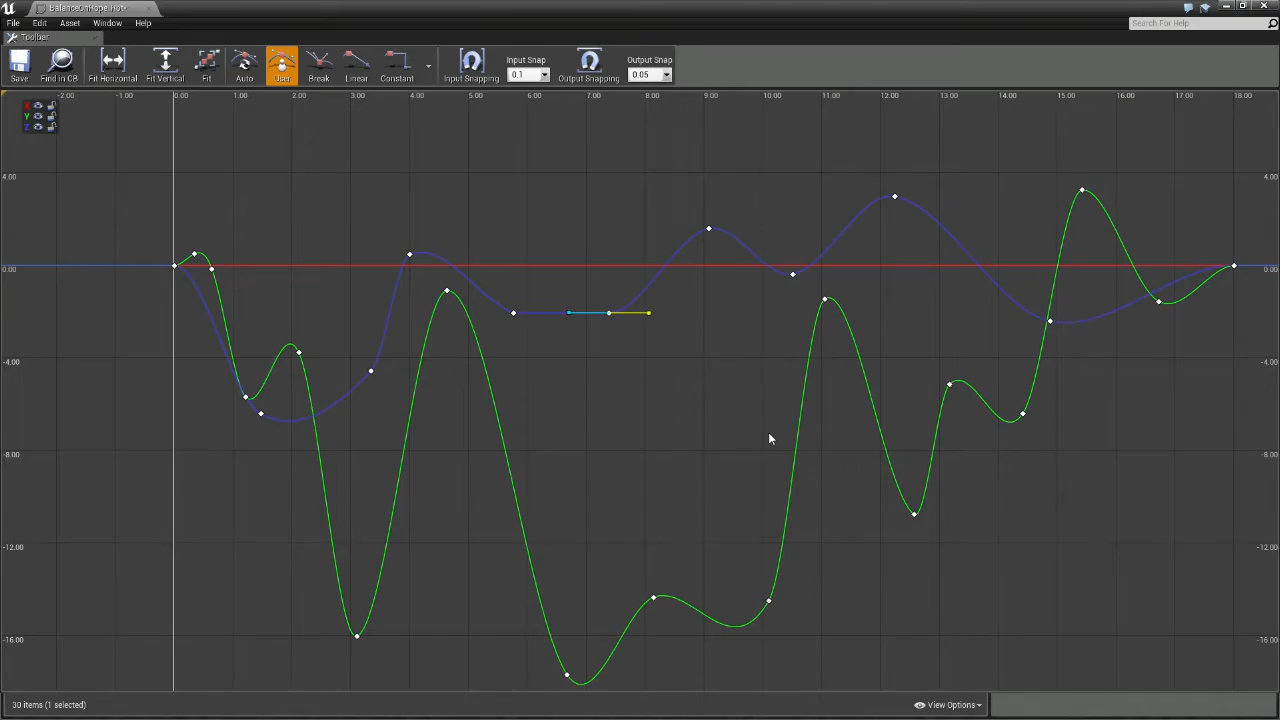 BalanceOnRope.Rot*
File Edit Asset Window Help
Search For Help
Toolbar
Save Find in CB Fit Horizontal Fit Vertical Fit Auto User Break Linear Constant Input Snapping Input Snap 0.1 Output Snapping Output Snap 0.05
-2.00 -1.00 0.00 1.00 2.00 3.00 4.00 5.00 6.00 7.00 8.00 9.00 10.00 11.00 12.00 13.00 14.00 15.00 16.00 17.00 18.00
X
Y
Z
4.00 4.00
0.00 0.00
-4.00 -4.00
-8.00 -8.00
-12.00 -12.00
-16.00 -16.00
30 items (1 selected) View Options